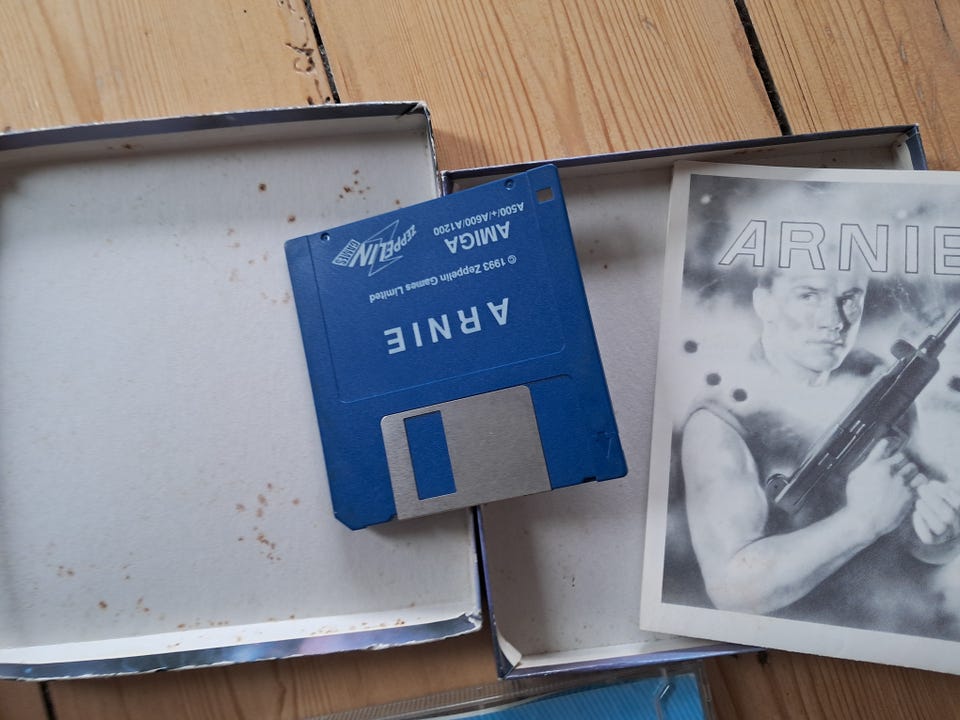 ARNIE
© 1993 Zeppelin Games Limited
AMIGA
A500/+/A600/A1200
ZEPPELIN
GAMES
ARNIE